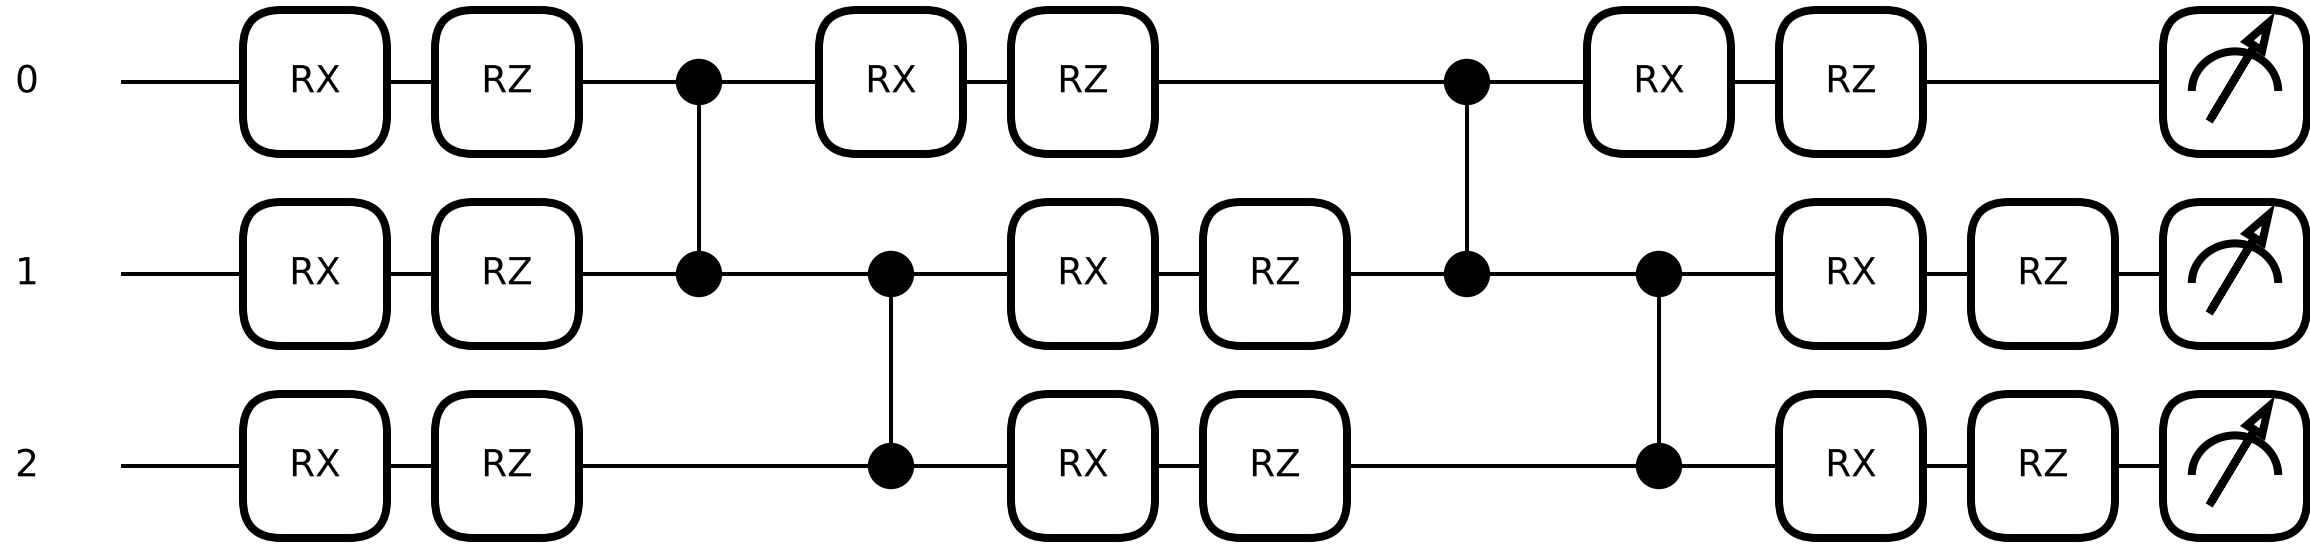 0 RX RZ RX RZ RX RZ
1 RX RZ RX RZ RX RZ
2 RX RZ RX RZ RX RZ